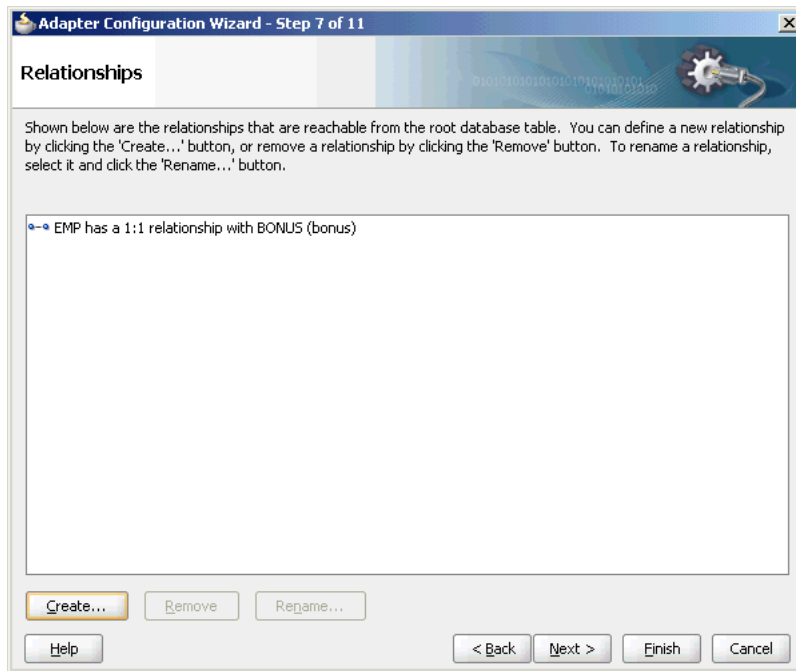 Adapter Configuration Wizard - Step 7 of 11
Relationships
Shown below are the relationships that are reachable from the root database table. You can define a new relationship
by clicking the 'Create...' button, or remove a relationship by clicking the 'Remove' button. To rename a relationship,
select it and click the 'Rename...' button.
EMP has a 1:1 relationship with BONUS (bonus)
Create... Remove Rename...
Help < Back Next > Finish Cancel